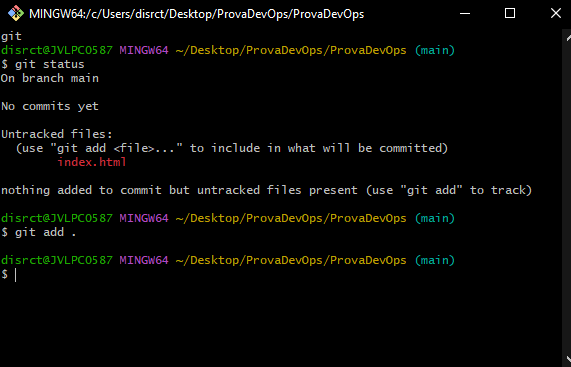 MINGW64:/c/Users/disrct/Desktop/ProvaDevOps/ProvaDevOps
git
disrct@JVLPC0587 MINGW64 ~/Desktop/ProvaDevOps/ProvaDevOps (main)
$ git status
On branch main
No commits yet
Untracked files:
(use "git add <file>..." to include in what will be committed)
index.html
nothing added to commit but untracked files present (use "git add" to track)
disrct@JVLPC0587 MINGW64 ~/Desktop/ProvaDevOps/ProvaDevOps (main)
$ git add .
disrct@JVLPC0587 MINGW64 ~/Desktop/ProvaDevOps/ProvaDevOps (main)
$